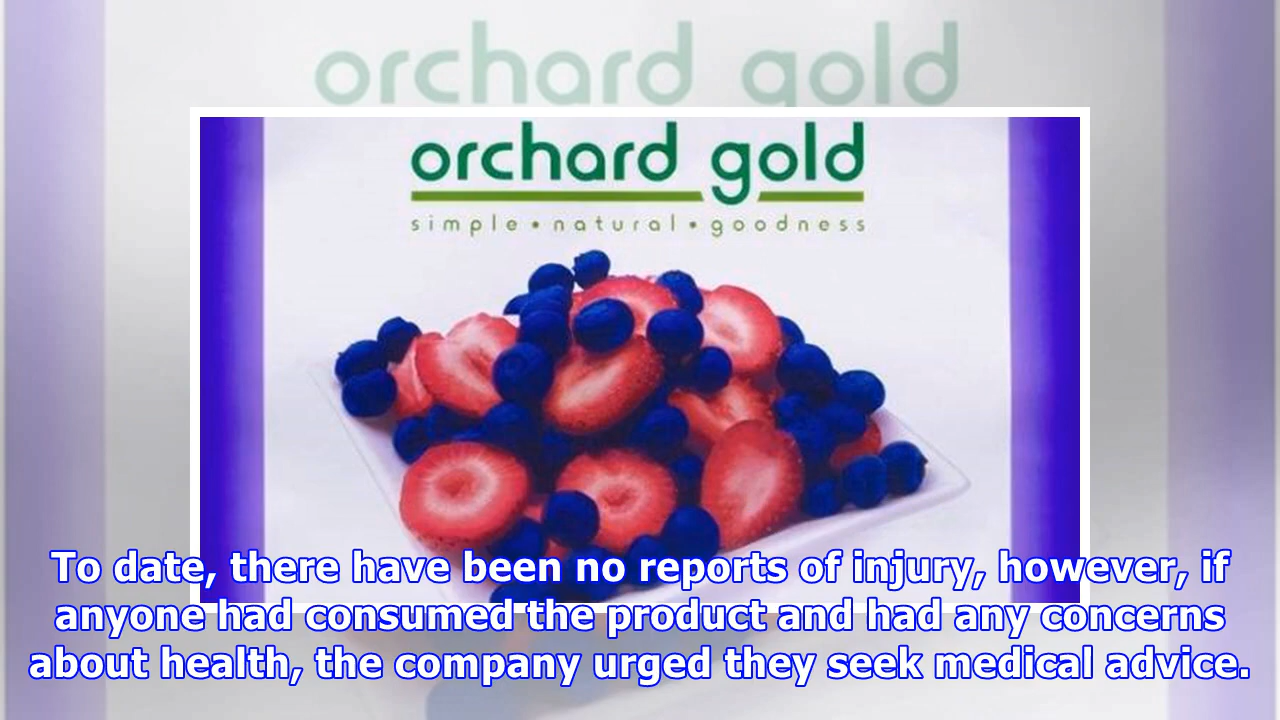 orchard gold
orchard gold
simple • natural • goodness
To date, there have been no reports of injury, however, if
anyone had consumed the product and had any concerns
about health, the company urged they seek medical advice.